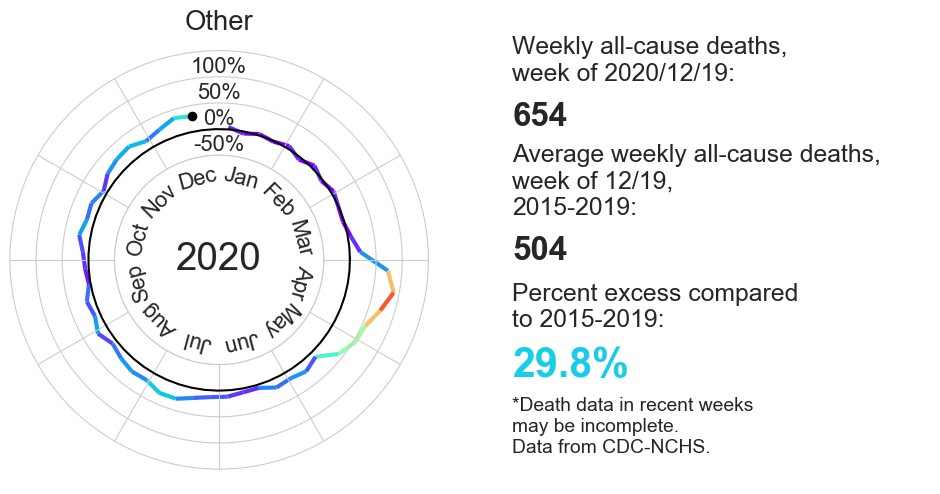 Other
100%
50%
0%
-50%
Jan
Feb
Mar
Apr
May
Jun
Jul
Aug
Sep
Oct
Nov
Dec
2020
Weekly all-cause deaths,
week of 2020/12/19:
654
Average weekly all-cause deaths,
week of 12/19,
2015-2019:
504
Percent excess compared
to 2015-2019:
29.8%
*Death data in recent weeks
may be incomplete.
Data from CDC-NCHS.